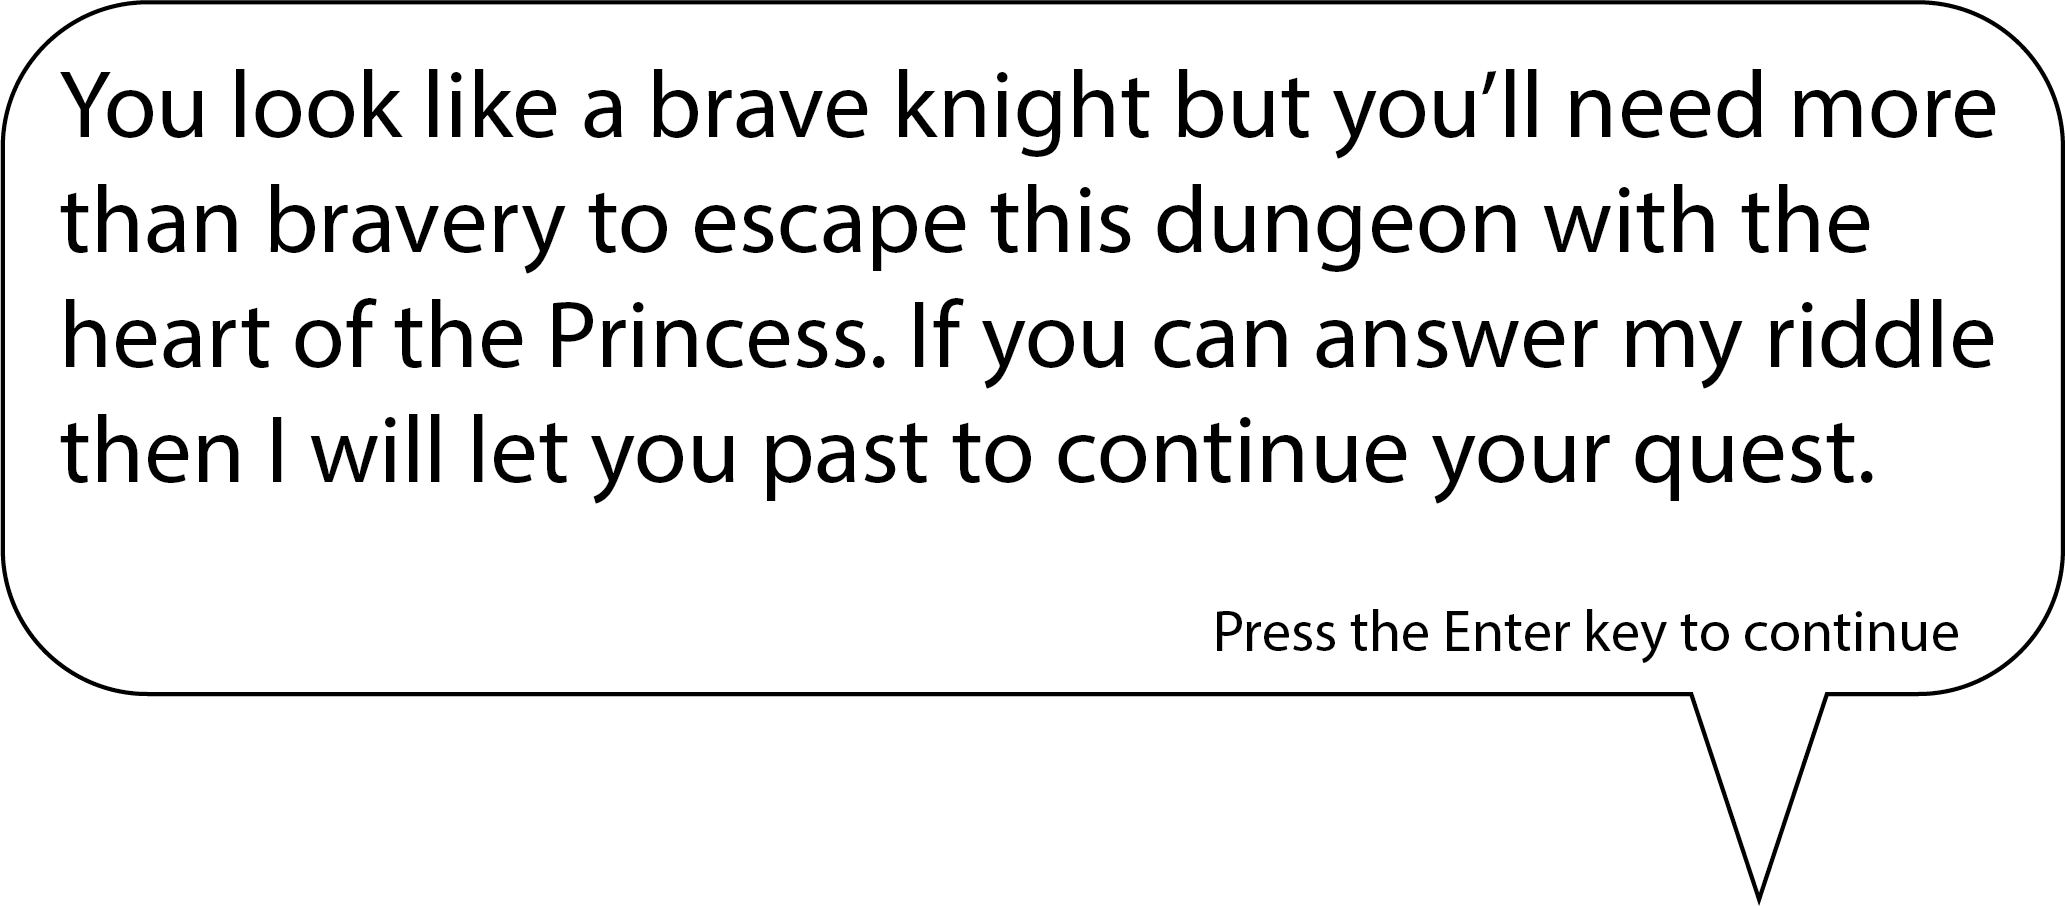 You look like a brave knight but you’ll need more
than bravery to escape this dungeon with the
heart of the Princess. If you can answer my riddle
then I will let you past to continue your quest.
Press the Enter key to continue